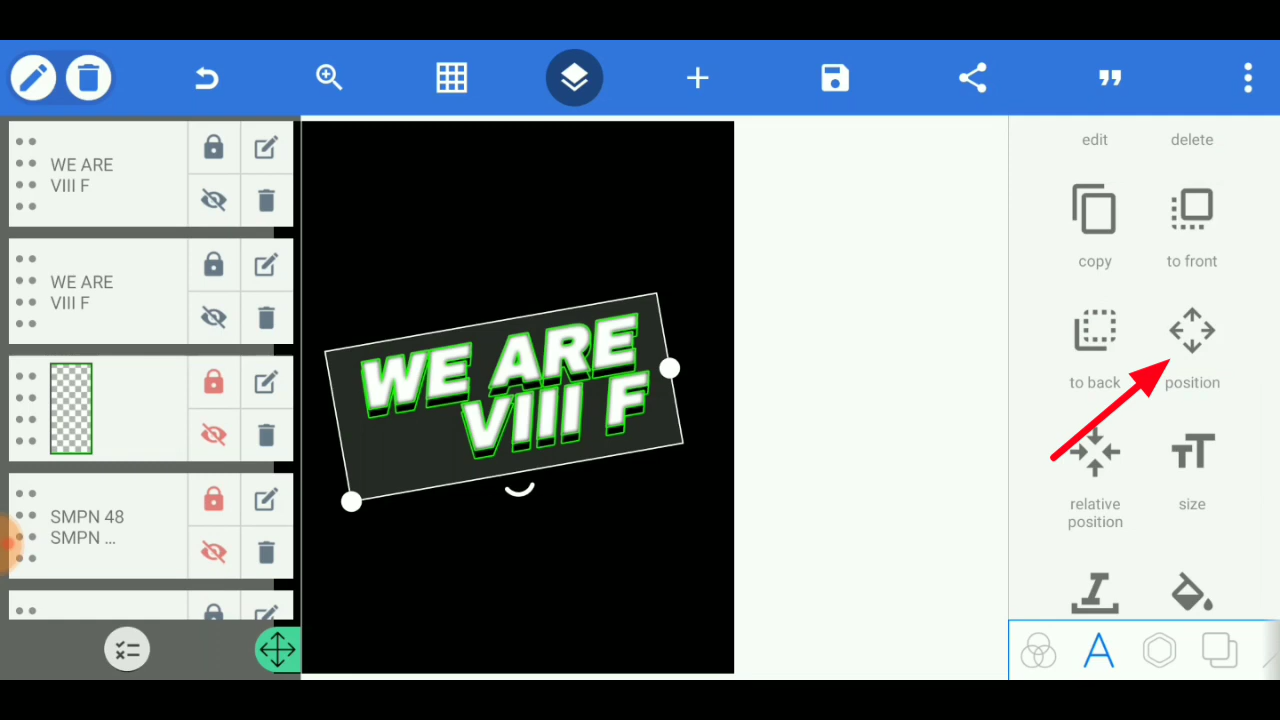 WE ARE
VIII F
WE ARE
VIII F
SMPN 48
SMPN ...
WE ARE
VIII F
edit
delete
copy
to front
to back
position
relative
position
size